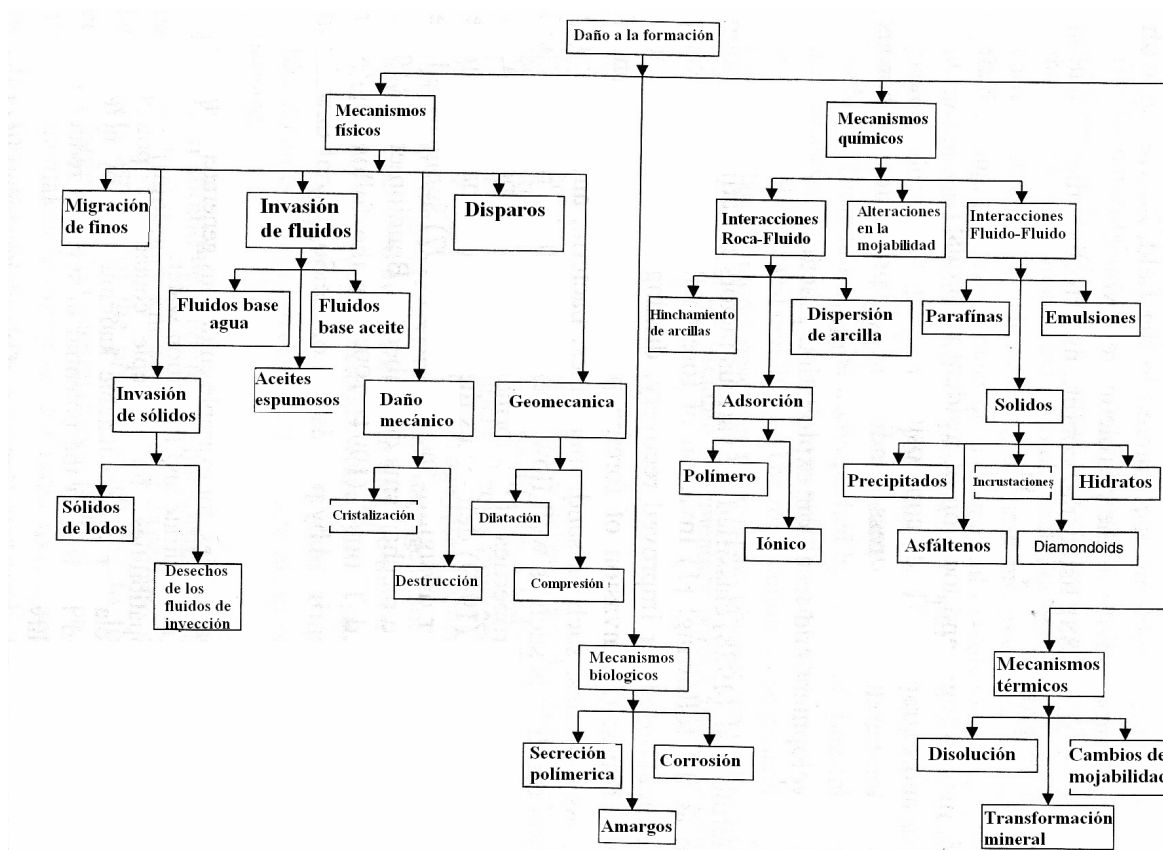 Daño a la formación
Mecanismos
físicos
Mecanismos
químicos
Migración
de finos
Invasión
de fluidos
Disparos
Interacciones
Roca-Fluido
Alteraciones
en la
mojabilidad
Interacciones
Fluido-Fluido
Fluidos base
agua
Fluidos
base aceite
Hinchamiento
de arcillas
Dispersión
de arcilla
Parafínas
Emulsiones
Invasión
de sólidos
Aceites
espumosos
Daño
mecánico
Geomecanica
Adsorción
Solidos
Sólidos
de lodos
Cristalización
Dilatación
Polímero
Precipitados
Incrustaciones
Hidratos
Iónico
Asfáltenos
Diamondoids
Desechos
de los
fluidos de
inyección
Destrucción
Compresión
Mecanismos
biologicos
Mecanismos
térmicos
Secreción
polímerica
Corrosión
Disolución
Cambios de
mojabilidad
Amargos
Transformación
mineral